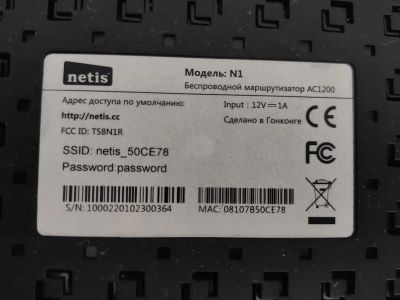 netis
Модель: N1
Беспроводной маршрутизатор AC1200
Адрес доступа по умолчанию:
Input : 12V⎓1A
http://netis.cc
Сделано в Гонконге
FCC ID: T58N1R
CE
FC
SSID: netis_50CE78
Password:password
S/N: 1000220102300364
MAC: 08107B50CE78